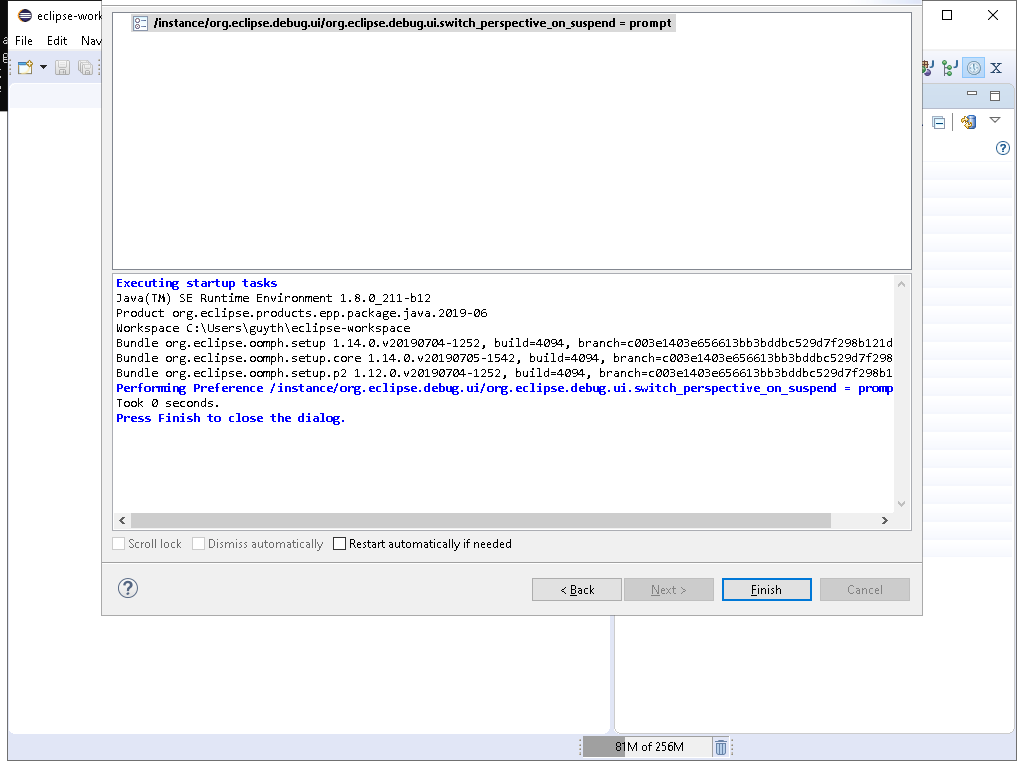 eclipse-work
/instance/org.eclipse.debug.ui/org.eclipse.debug.ui.switch_perspective_on_suspend = prompt
File Edit Nav
Executing startup tasks
Java(TM) SE Runtime Environment 1.8.0_211-b12
Product org.eclipse.products.epp.package.java.2019-06
Workspace C:\Users\guyth\eclipse-workspace
Bundle org.eclipse.oomph.setup 1.14.0.v20190704-1252, build=4094, branch=c003e1403e656613bb3bddbc529d7f298b121d
Bundle org.eclipse.oomph.setup.core 1.14.0.v20190705-1542, build=4094, branch=c003e1403e656613bb3bddbc529d7f298
Bundle org.eclipse.oomph.setup.p2 1.12.0.v20190704-1252, build=4094, branch=c003e1403e656613bb3bddbc529d7f298b1
Performing Preference /instance/org.eclipse.debug.ui/org.eclipse.debug.ui.switch_perspective_on_suspend = promp
Took 0 seconds.
Press Finish to close the dialog.
Scroll lock Dismiss automatically Restart automatically if needed
< Back Next > Finish Cancel
81M of 256M